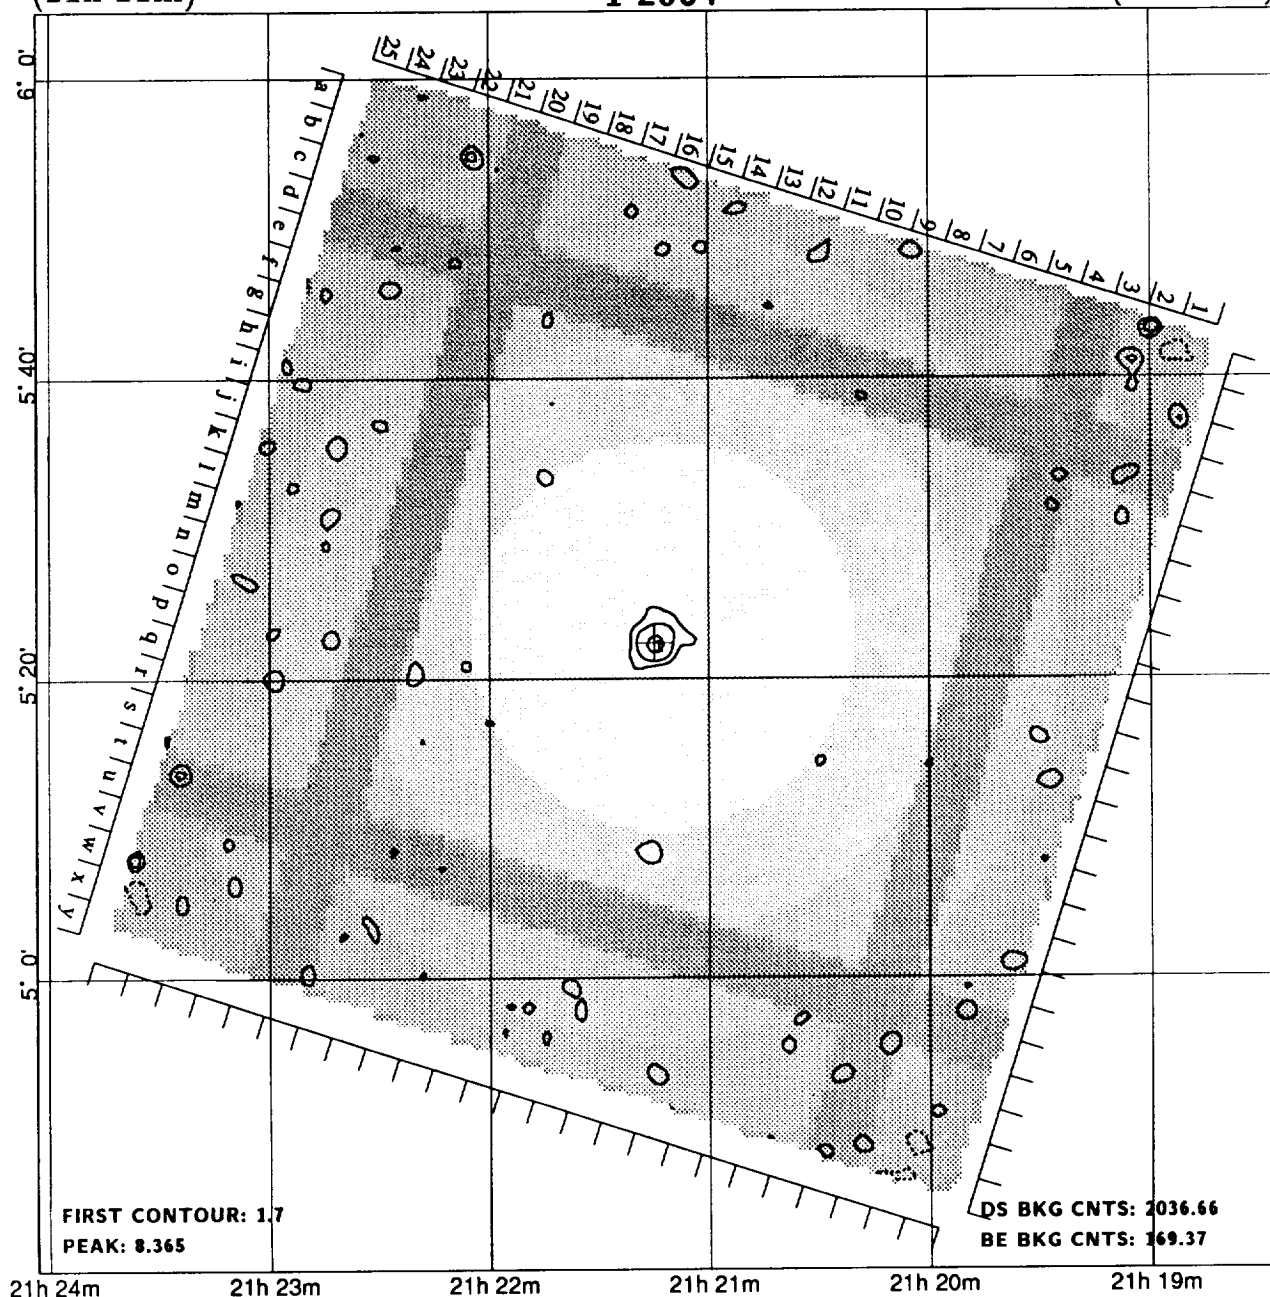 25 24 23 22 21 20 19 18 17 16 15 14 13 12 11 10 9 8 7 6 5 4 3 2 1
a b c d e f g h i j k l m n o p q r s t u v w x y
6° 0'
5° 40'
5° 20'
5° 0'
FIRST CONTOUR: 1.7
PEAK: 8.365
DS BKG CNTS: 2036.66
BE BKG CNTS: 169.37
21h 24m 21h 23m 21h 22m 21h 21m 21h 20m 21h 19m